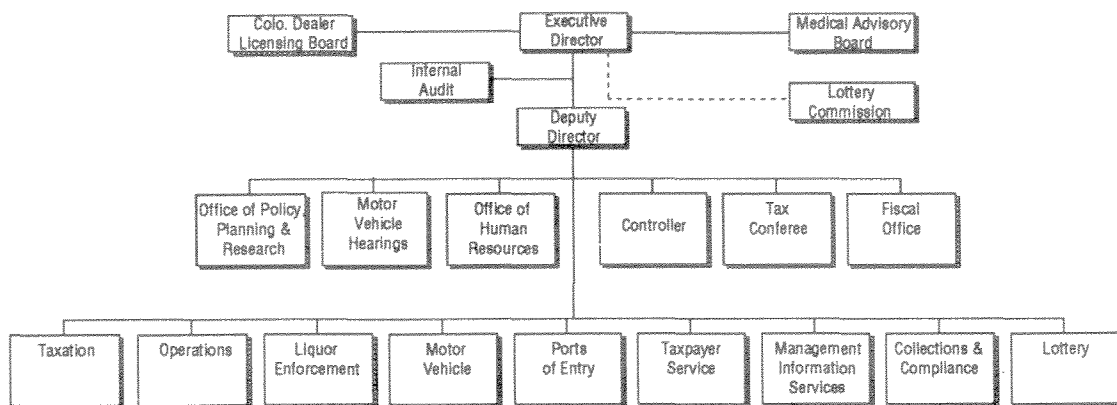 Colo. Dealer
Licensing Board
Executive
Director
Medical Advisory
Board
Internal
Audit
Lottery
Commission
Deputy
Director
Office of Policy,
Planning &
Research
Motor
Vehicle
Hearings
Office of
Human
Resources
Controller
Tax
Conferee
Fiscal
Office
Taxation
Operations
Liquor
Enforcement
Motor
Vehicle
Ports
of Entry
Taxpayer
Service
Management
Information
Services
Collections &
Compliance
Lottery